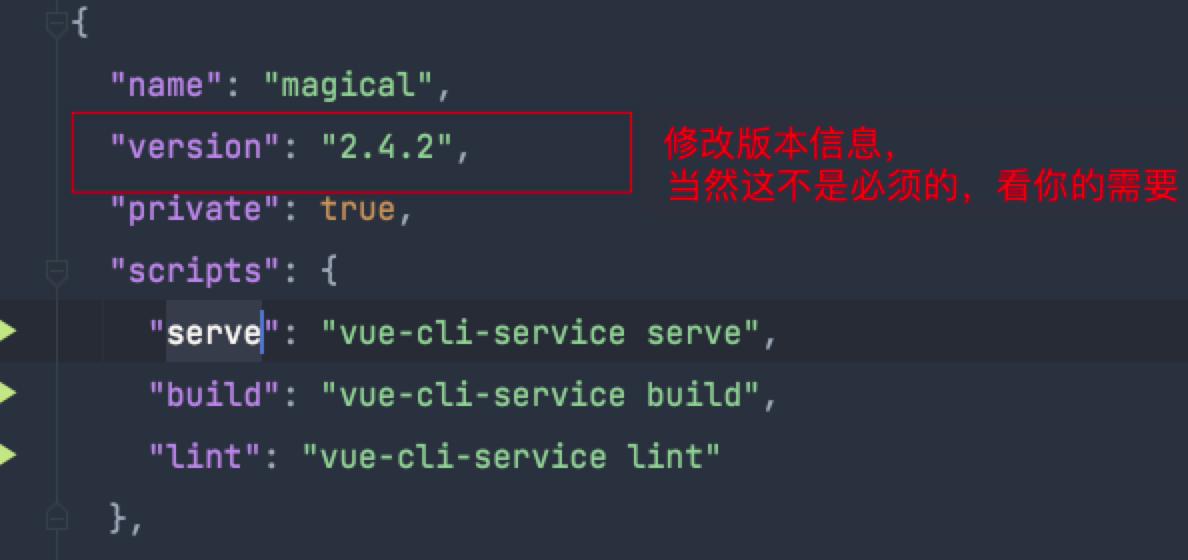 {
"name": "magical",
"version": "2.4.2",
修改版本信息，
当然这不是必须的，看你的需要
"private": true,
"scripts": {
"serve": "vue-cli-service serve",
"build": "vue-cli-service build",
"lint": "vue-cli-service lint"
},